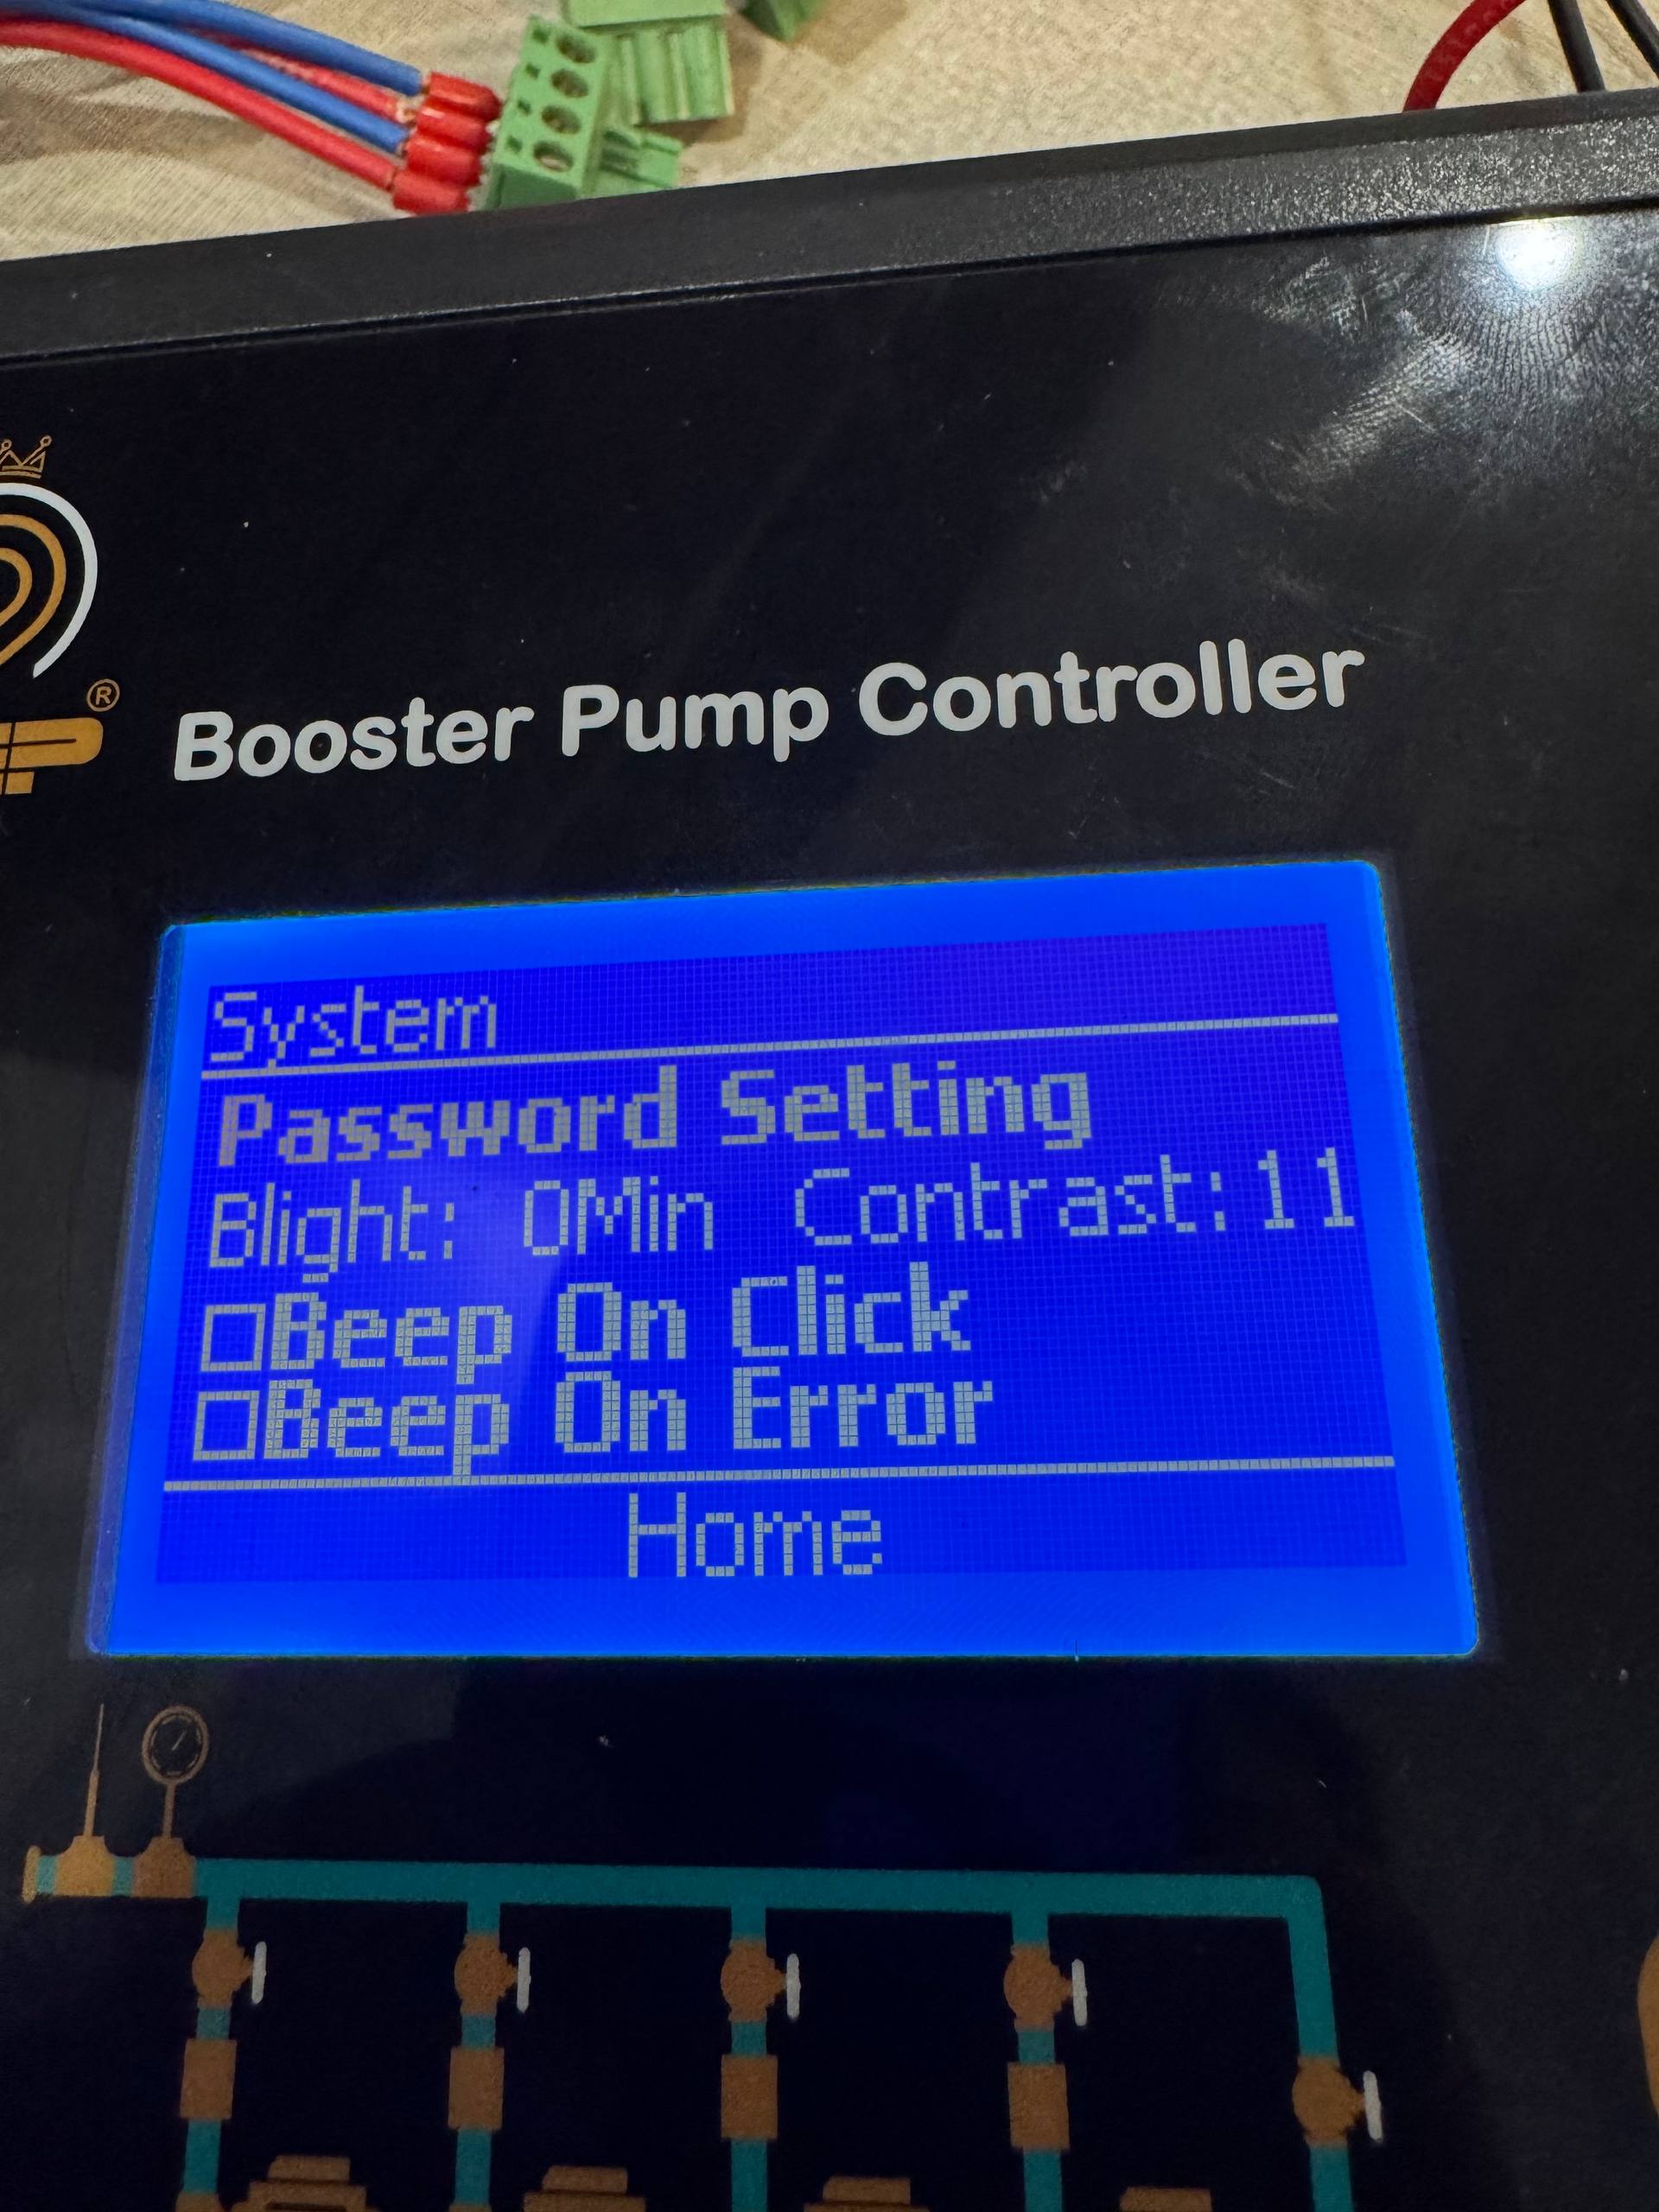 ®
Booster Pump Controller
System
Password Setting
Blight: 0Min Contrast:11
Beep On Click
Beep On Error
Home